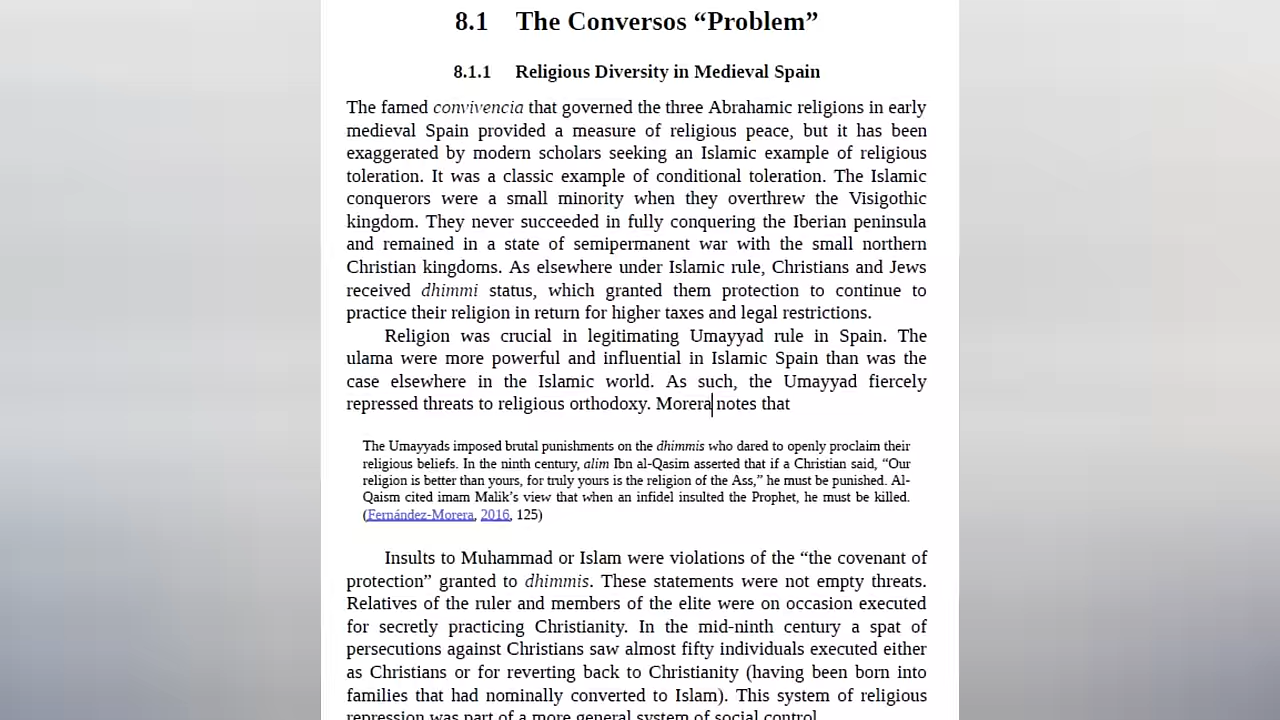 8.1 The Conversos “Problem”
8.1.1 Religious Diversity in Medieval Spain
The famed convivencia that governed the three Abrahamic religions in early
medieval Spain provided a measure of religious peace, but it has been
exaggerated by modern scholars seeking an Islamic example of religious
toleration. It was a classic example of conditional toleration. The Islamic
conquerors were a small minority when they overthrew the Visigothic
kingdom. They never succeeded in fully conquering the Iberian peninsula
and remained in a state of semipermanent war with the small northern
Christian kingdoms. As elsewhere under Islamic rule, Christians and Jews
received dhimmi status, which granted them protection to continue to
practice their religion in return for higher taxes and legal restrictions.
Religion was crucial in legitimating Umayyad rule in Spain. The
ulama were more powerful and influential in Islamic Spain than was the
case elsewhere in the Islamic world. As such, the Umayyad fiercely
repressed threats to religious orthodoxy. Morera notes that
The Umayyads imposed brutal punishments on the dhimmis who dared to openly proclaim their
religious beliefs. In the ninth century, alim Ibn al-Qasim asserted that if a Christian said, “Our
religion is better than yours, for truly yours is the religion of the Ass,” he must be punished. Al-
Qaism cited imam Malik’s view that when an infidel insulted the Prophet, he must be killed.
(Fernández-Morera, 2016, 125)
Insults to Muhammad or Islam were violations of the “the covenant of
protection” granted to dhimmis. These statements were not empty threats.
Relatives of the ruler and members of the elite were on occasion executed
for secretly practicing Christianity. In the mid-ninth century a spat of
persecutions against Christians saw almost fifty individuals executed either
as Christians or for reverting back to Christianity (having been born into
families that had nominally converted to Islam). This system of religious
repression was part of a more general system of social control.